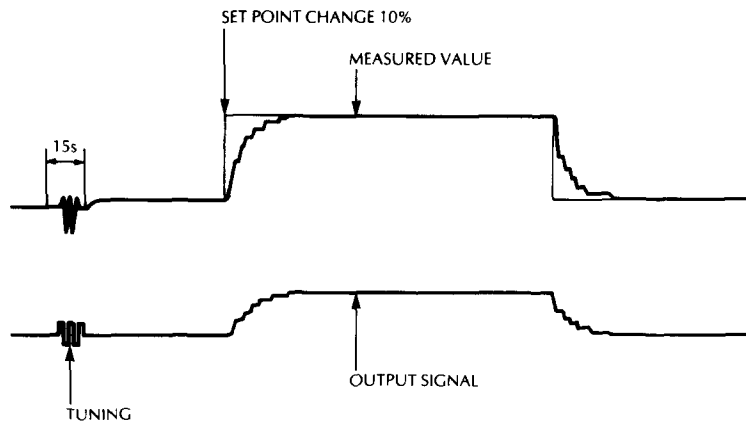 SET POINT CHANGE 10%
MEASURED VALUE
15s
OUTPUT SIGNAL
TUNING